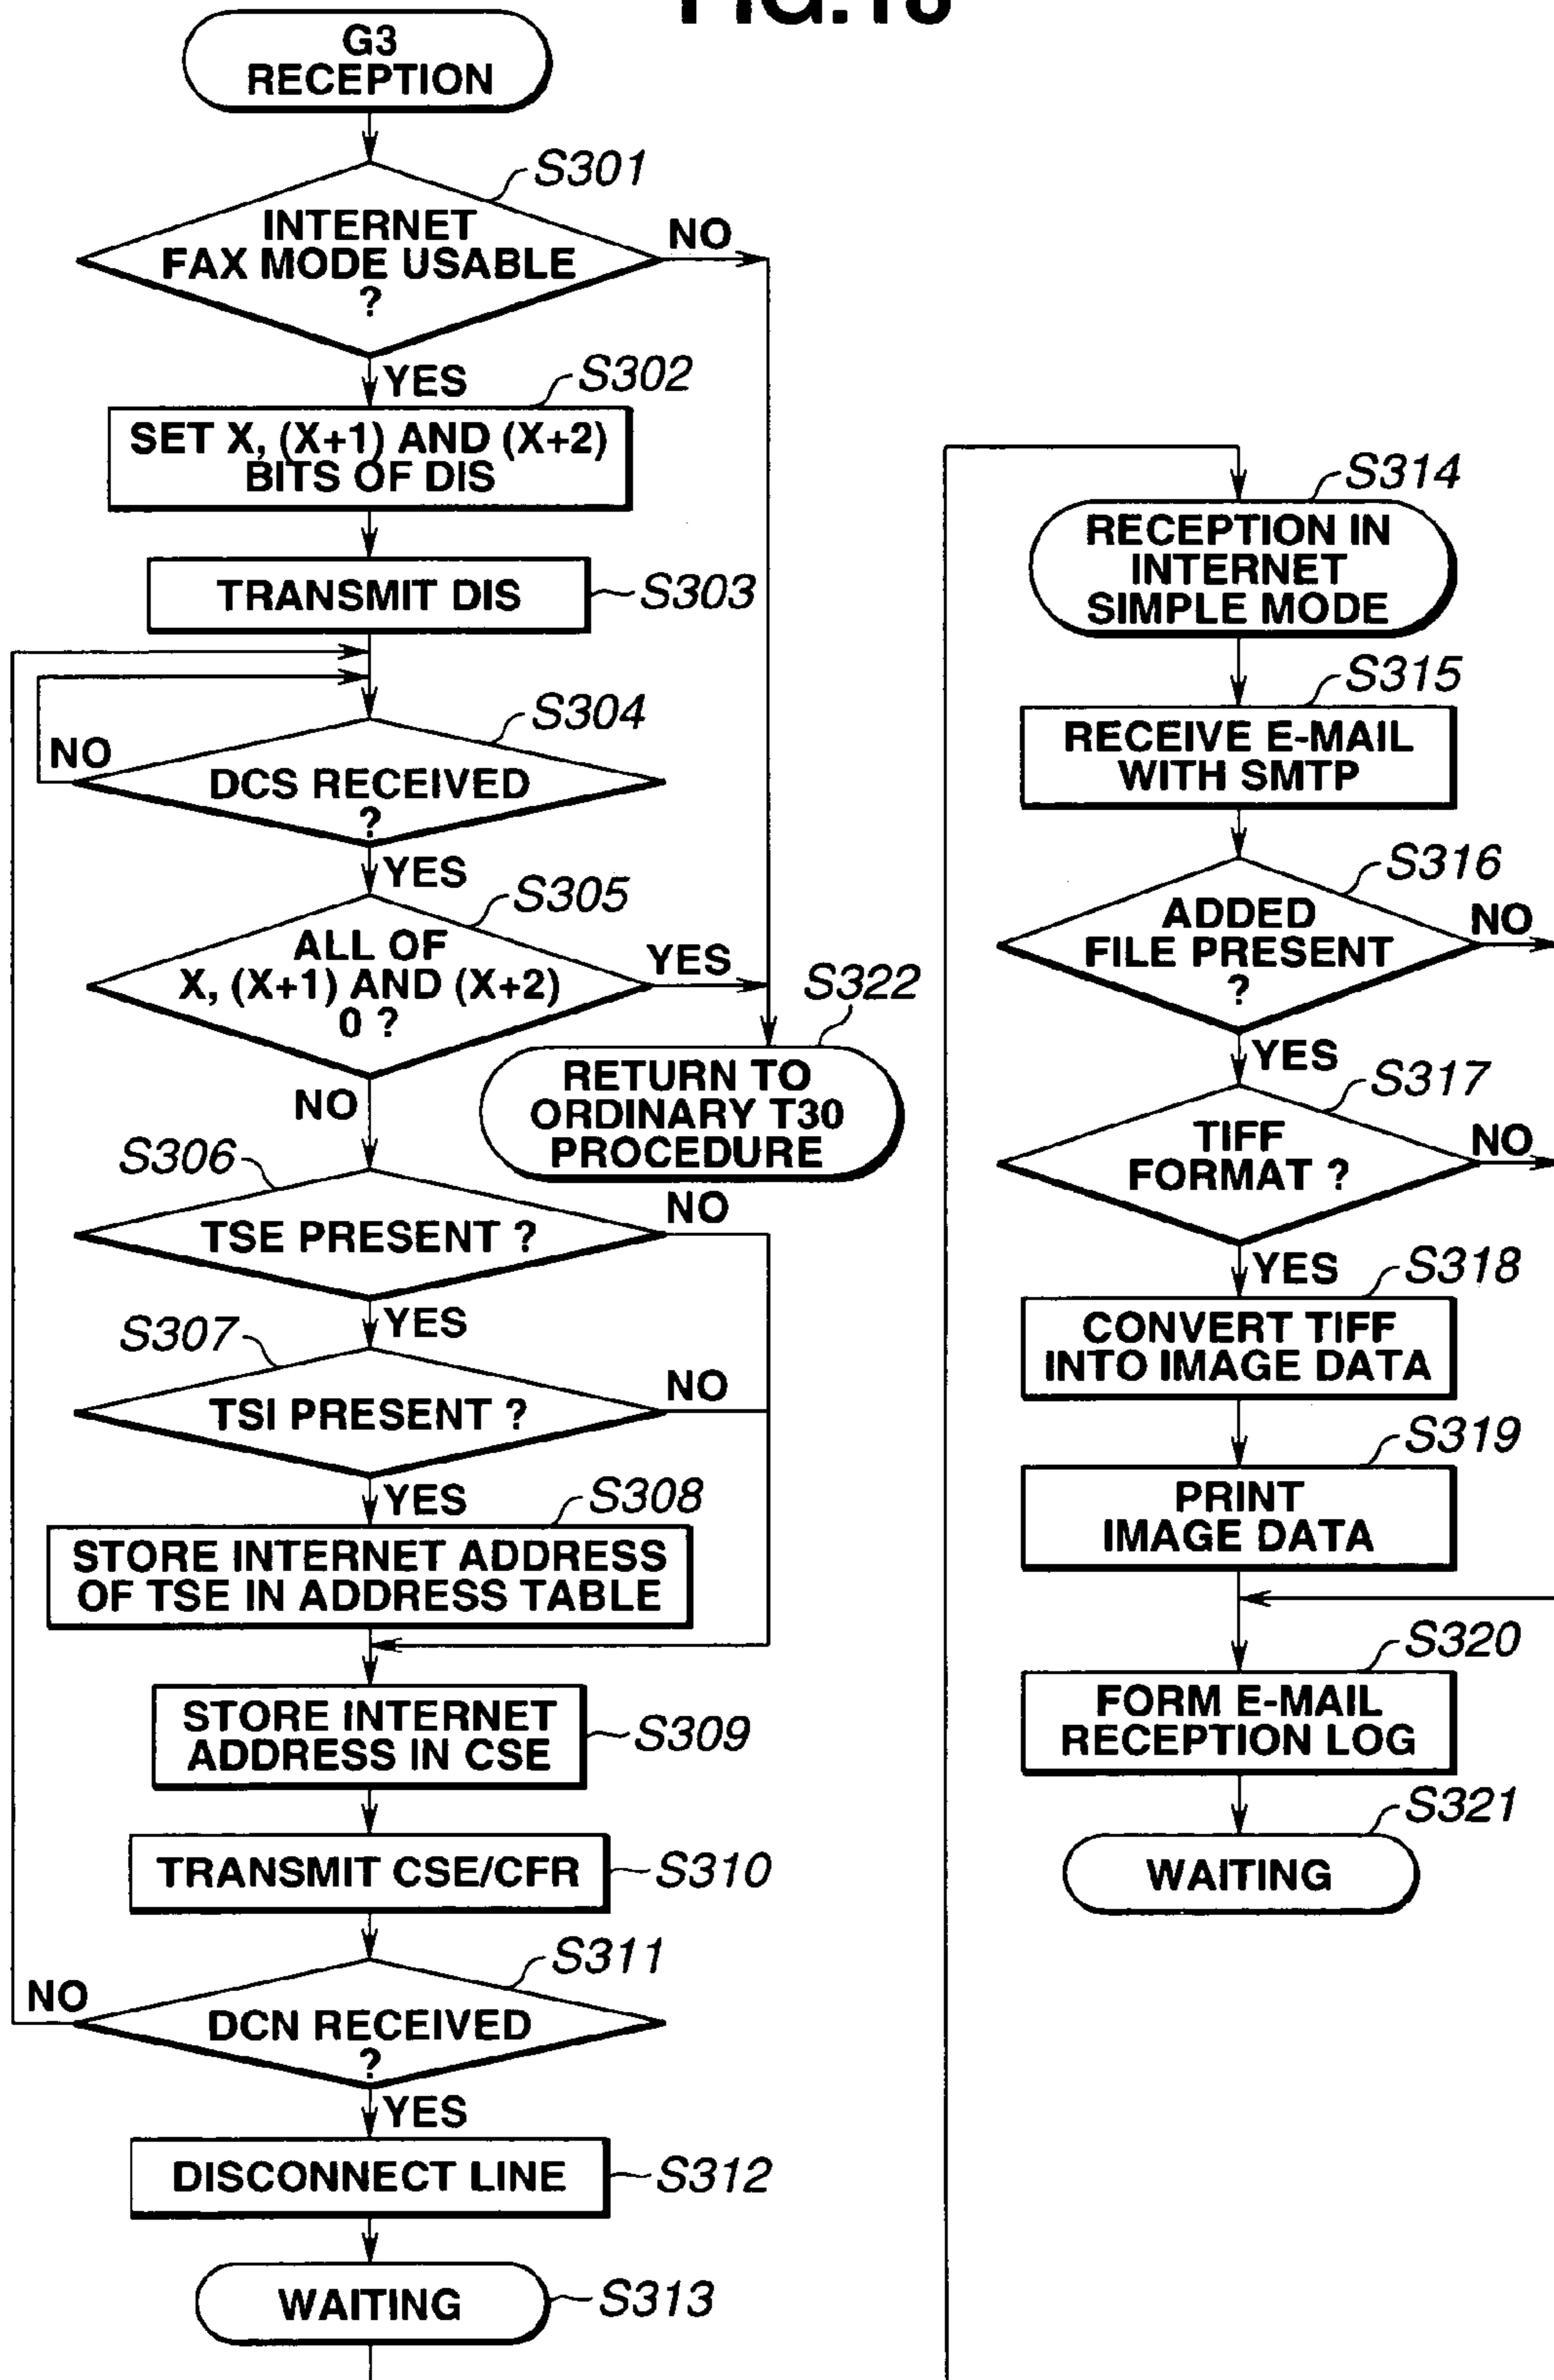 G3
RECEPTION
S301
INTERNET
FAX MODE USABLE
?
NO
YES
S302
SET X, (X+1) AND (X+2)
BITS OF DIS
TRANSMIT DIS
S303
S304
NO
DCS RECEIVED
?
YES
S305
ALL OF
X, (X+1) AND (X+2)
0 ?
YES
NO
S322
RETURN TO
ORDINARY T30
PROCEDURE
S306
TSE PRESENT ?
NO
YES
S307
TSI PRESENT ?
NO
YES
S308
STORE INTERNET ADDRESS
OF TSE IN ADDRESS TABLE
STORE INTERNET
ADDRESS IN CSE
S309
TRANSMIT CSE/CFR
S310
S311
NO
DCN RECEIVED
?
YES
DISCONNECT LINE
S312
WAITING
S313
S314
RECEPTION IN
INTERNET
SIMPLE MODE
S315
RECEIVE E-MAIL
WITH SMTP
S316
ADDED
FILE PRESENT
?
NO
YES
S317
TIFF
FORMAT ?
NO
YES
S318
CONVERT TIFF
INTO IMAGE DATA
S319
PRINT
IMAGE DATA
S320
FORM E-MAIL
RECEPTION LOG
S321
WAITING